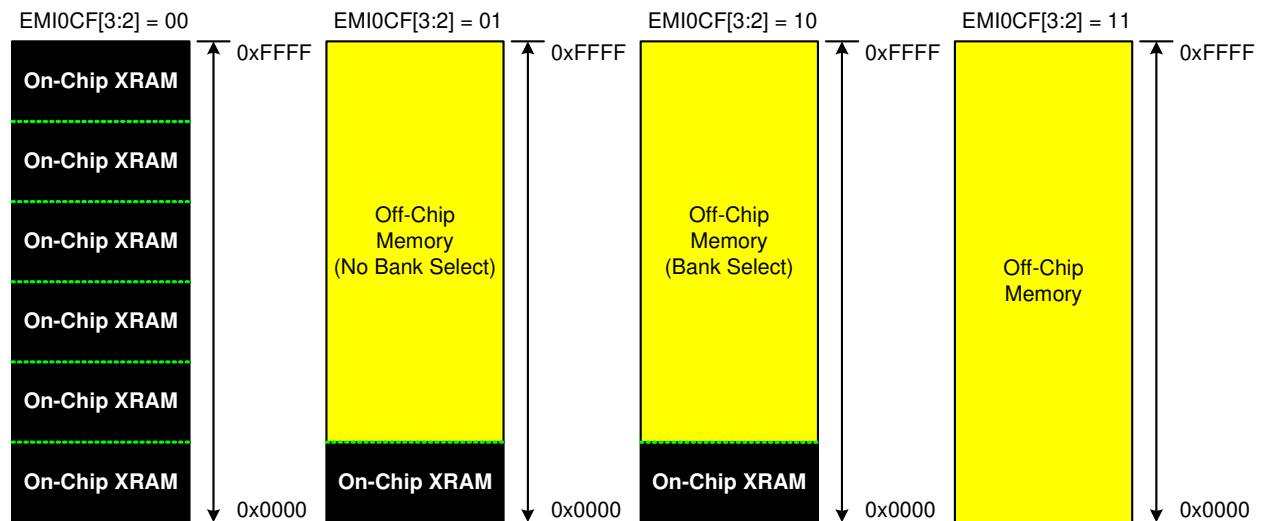 EMI0CF[3:2] = 00
EMI0CF[3:2] = 01
EMI0CF[3:2] = 10
EMI0CF[3:2] = 11
On-Chip XRAM
On-Chip XRAM
On-Chip XRAM
On-Chip XRAM
On-Chip XRAM
On-Chip XRAM
0xFFFF
0x0000
Off-Chip
Memory
(No Bank Select)
On-Chip XRAM
0xFFFF
0x0000
Off-Chip
Memory
(Bank Select)
On-Chip XRAM
0xFFFF
0x0000
Off-Chip
Memory
0xFFFF
0x0000